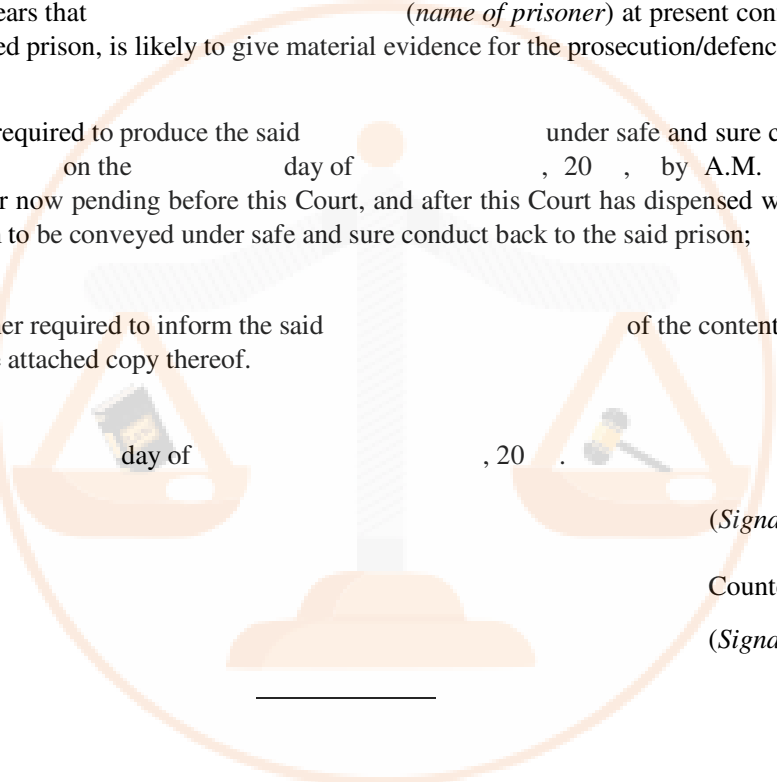 ears that (name of prisoner) at present con
ed prison, is likely to give material evidence for the prosecution/defenc
required to produce the said under safe and sure c
on the day of , 20 , by A.M.
r now pending before this Court, and after this Court has dispensed w
n to be conveyed under safe and sure conduct back to the said prison;
er required to inform the said of the content
e attached copy thereof.
day of , 20 .
(Signa
Count
(Signa